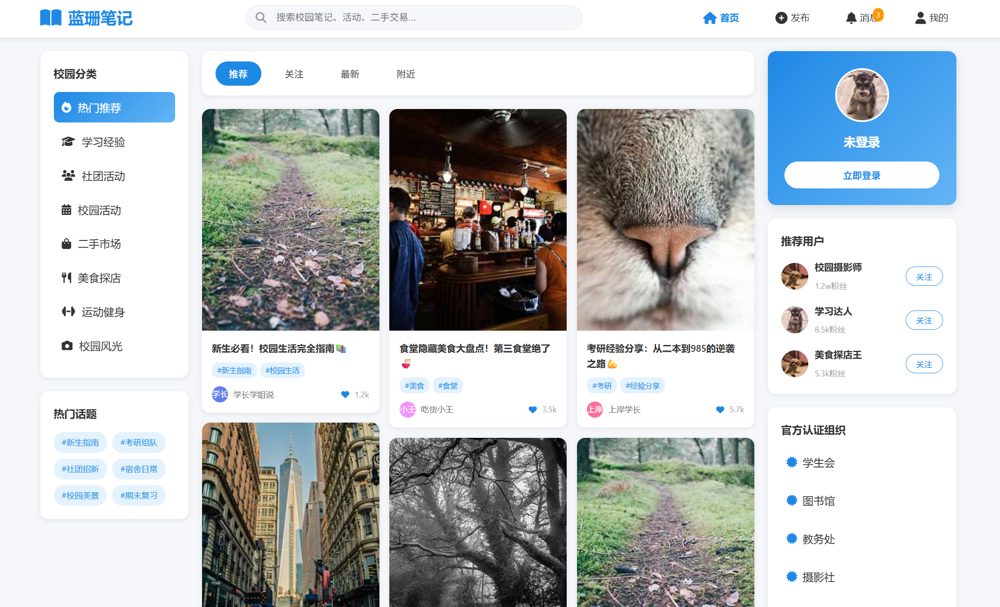 蓝珊笔记
搜索校园笔记、活动、二手交易...
首页
发布
消息
3
我的
校园分类
热门推荐
学习经验
社团活动
校园活动
二手市场
美食探店
运动健身
校园风光
热门话题
#新生指南 #考研组队
#社团招新 #宿舍日常
#校园美景 #期末复习
推荐 关注 最新 附近
新生必看！校园生活完全指南📚
#新生指南 #校园生活
学长 学长学姐说 1.2k
食堂隐藏美食大盘点！第三食堂绝了
🍜
#美食 #食堂
小王 吃货小王 3.5k
考研经验分享：从二本到985的逆袭
之路💪
#考研 #经验分享
上岸 上岸学长 5.7k
未登录
立即登录
推荐用户
校园摄影师
1.2w粉丝
关注
学习达人
8.5k粉丝
关注
美食探店王
5.3k粉丝
关注
官方认证组织
学生会
图书馆
教务处
摄影社